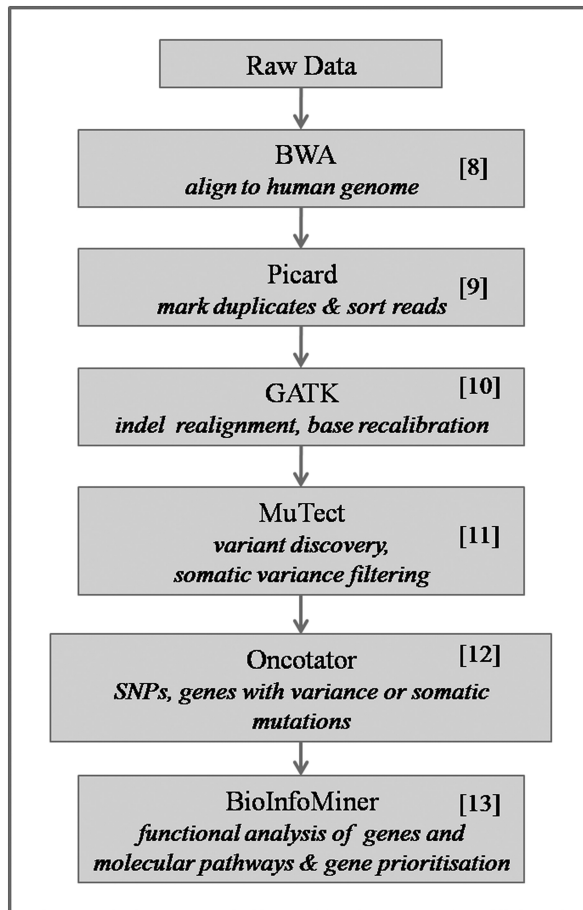 Raw Data
BWA [8]
align to human genome
Picard [9]
mark duplicates & sort reads
GATK [10]
indel realignment, base recalibration
MuTect
variant discovery, [11]
somatic variance filtering
Oncotator [12]
SNPs, genes with variance or somatic
mutations
BioInfoMiner [13]
functional analysis of genes and
molecular pathways & gene prioritisation